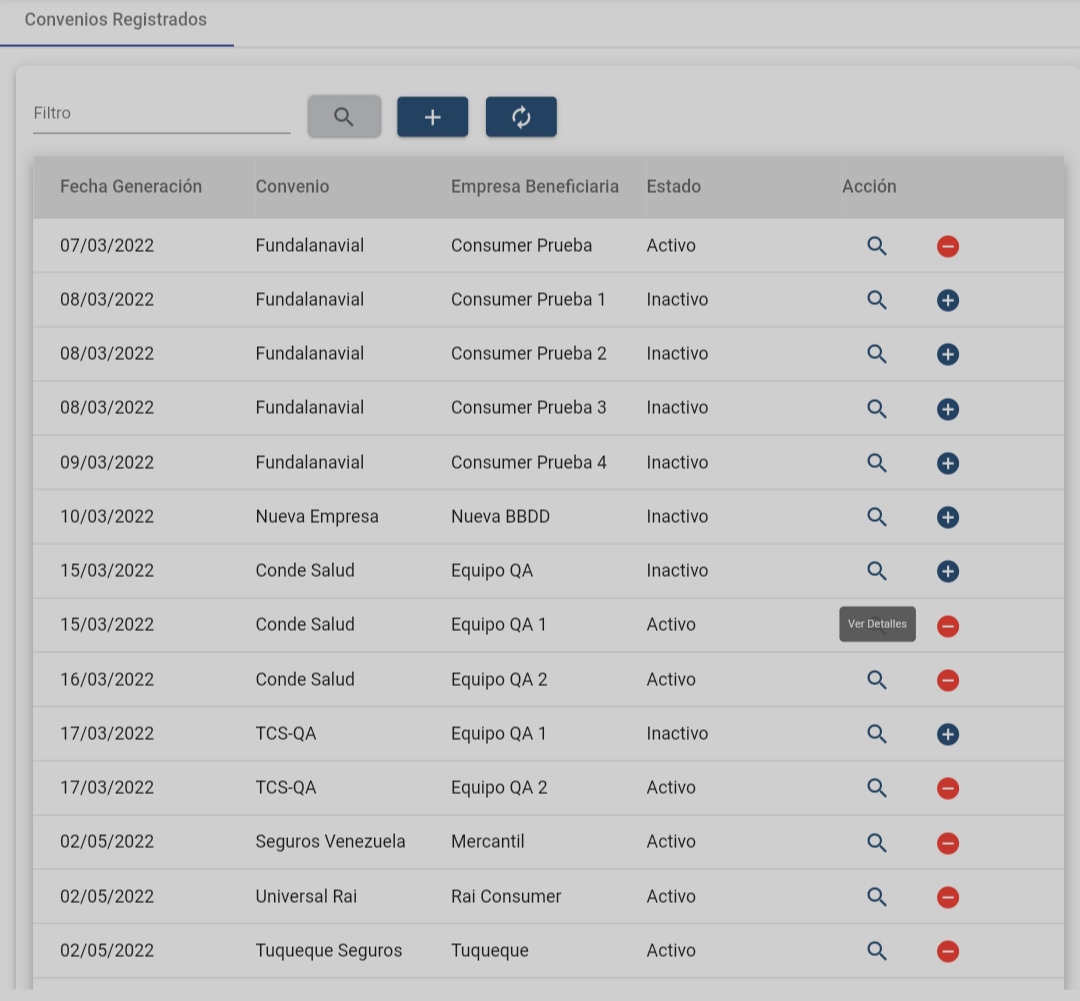 Convenios Registrados
Filtro
Fecha Generación Convenio Empresa Beneficiaria Estado Acción
07/03/2022 Fundalanavial Consumer Prueba Activo
08/03/2022 Fundalanavial Consumer Prueba 1 Inactivo
08/03/2022 Fundalanavial Consumer Prueba 2 Inactivo
08/03/2022 Fundalanavial Consumer Prueba 3 Inactivo
09/03/2022 Fundalanavial Consumer Prueba 4 Inactivo
10/03/2022 Nueva Empresa Nueva BBDD Inactivo
15/03/2022 Conde Salud Equipo QA Inactivo
15/03/2022 Conde Salud Equipo QA 1 Activo Ver Detalles
16/03/2022 Conde Salud Equipo QA 2 Activo
17/03/2022 TCS-QA Equipo QA 1 Inactivo
17/03/2022 TCS-QA Equipo QA 2 Activo
02/05/2022 Seguros Venezuela Mercantil Activo
02/05/2022 Universal Rai Rai Consumer Activo
02/05/2022 Tuqueque Seguros Tuqueque Activo